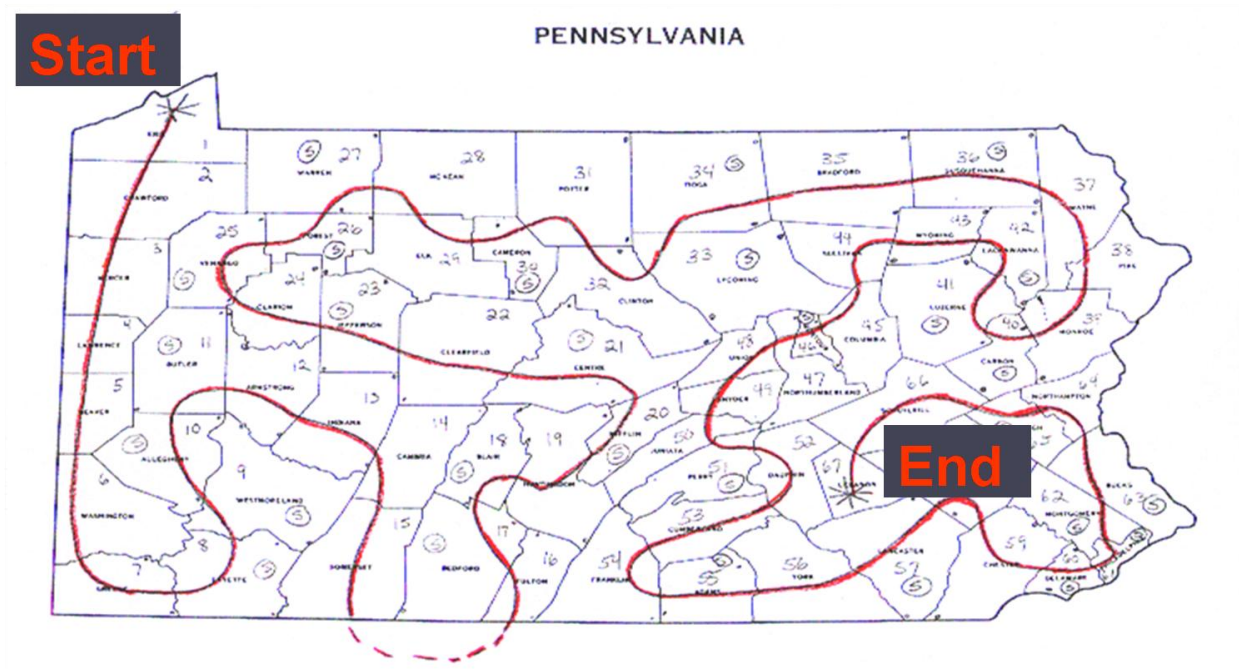 PENNSYLVANIA
Start
ERIE 1
S WARREN 27
MCKEAN 28
POTTER 31
TIOGA 34 S
BRADFORD 35
SUSQUEHANNA 36 S
WAYNE 37
CRAWFORD 2
MERCER 3
VENANGO 25 S
FOREST 26 S
ELK 29
CAMERON 30 S
CLINTON 32
LYCOMING 33 S
SULLIVAN 44
WYOMING 43
LACKAWANNA 42 S
PIKE 38
LAWRENCE 4
BUTLER 11 S
CLARION 24
JEFFERSON 23 S
CLEARFIELD 22
CENTRE 21 S
UNION 48
46 S
COLUMBIA 45
LUZERNE 41 S
40
MONROE 39
BEAVER 5
ARMSTRONG 12
INDIANA 13
CAMBRIA 14
BLAIR 18 S
HUNTINGDON 19
MIFFLIN 20 S
SNYDER 49
NORTHUMBERLAND 47
66
CARBON S
NORTHAMPTON 64
ALLEGHENY 10 S
WESTMORELAND 9 S
JUNIATA 50
PERRY 51 S
DAUPHIN 52
LEBANON 67
End
65
BUCKS 63 S
WASHINGTON 6
GREENE 7
FAYETTE 8 S
SOMERSET 15
BEDFORD 17 S
FULTON 16
FRANKLIN 54
CUMBERLAND 53
ADAMS 55 S
YORK 56
LANCASTER 57 S
CHESTER 59
MONTGOMERY 62 S
DELAWARE S